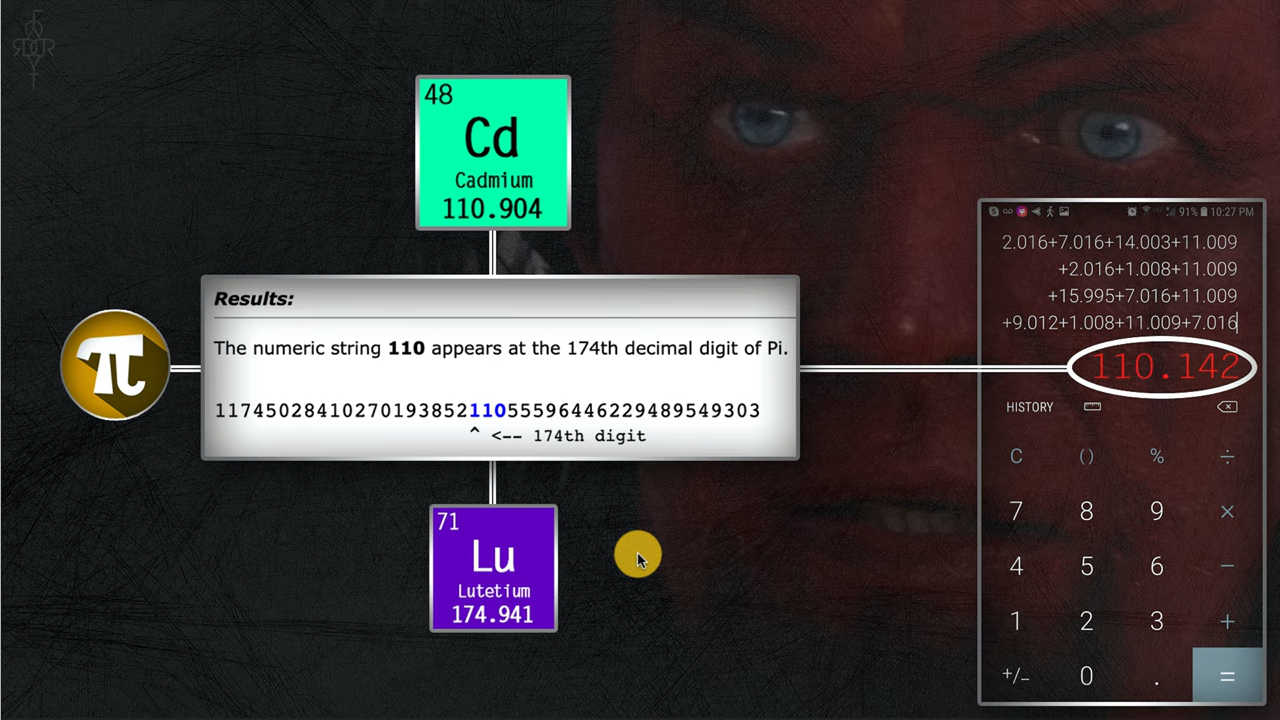 48
Cd
Cadmium
110.904
Results:
The numeric string 110 appears at the 174th decimal digit of Pi.
1174502841027019385211055596446229489549303
^ <-- 174th digit
71
Lu
Lutetium
174.941
π
91% 10:27 PM
2.016+7.016+14.003+11.009
+2.016+1.008+11.009
+15.995+7.016+11.009
+9.012+1.008+11.009+7.016
110.142
HISTORY
C () % ÷
7 8 9 ×
4 5 6 −
1 2 3 +
+/− 0 . =